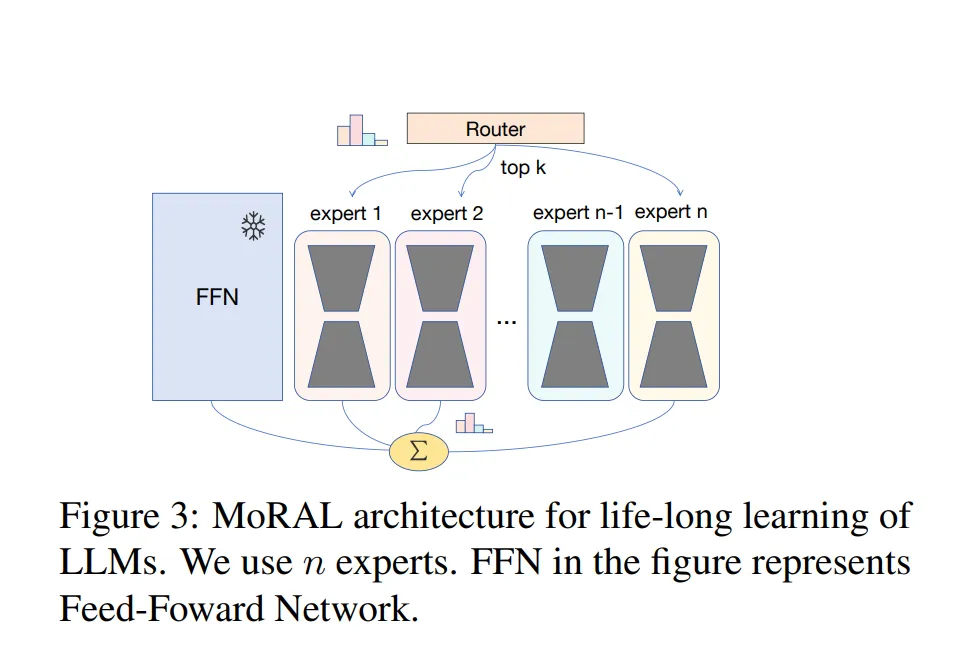 Router
top k
expert 1
expert 2
expert n-1
expert n
FFN
...
Σ
Figure 3: MoRAL architecture for life-long learning of
LLMs. We use n experts. FFN in the figure represents
Feed-Foward Network.